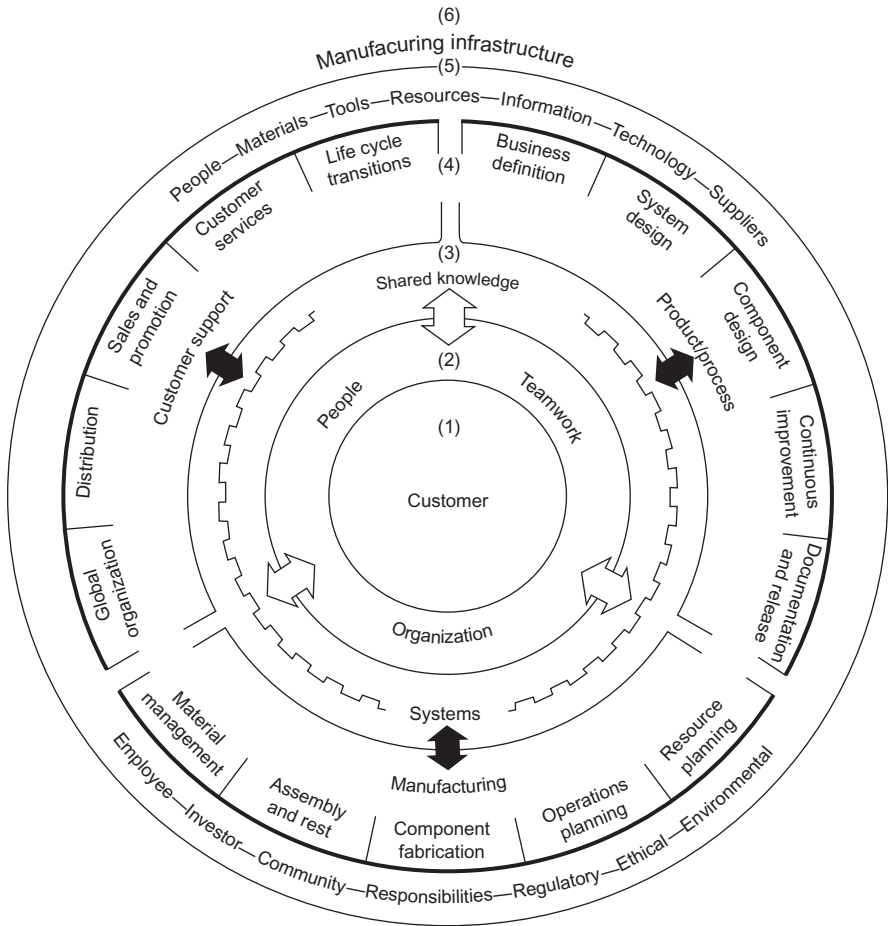 (6)
Manufacuring infrastructure
(5)
People—Materials—Tools—Resources—Information—Technology—Suppliers
Life cycle
transitions
(4)
Business
definition
Customer
services
System
design
Sales and
promotion
Customer support
(3)
Shared knowledge
Product/process
Component
design
(2)
People
Teamwork
(1)
Customer
Distribution
Continuous
improvement
Global
organization
Documentation
and release
Organization
Systems
Manufacturing
Material
management
Assembly
and rest
Component
fabrication
Operations
planning
Resource
planning
Employee—Investor—Community—Responsibilities—Regulatory—Ethical—Environmental